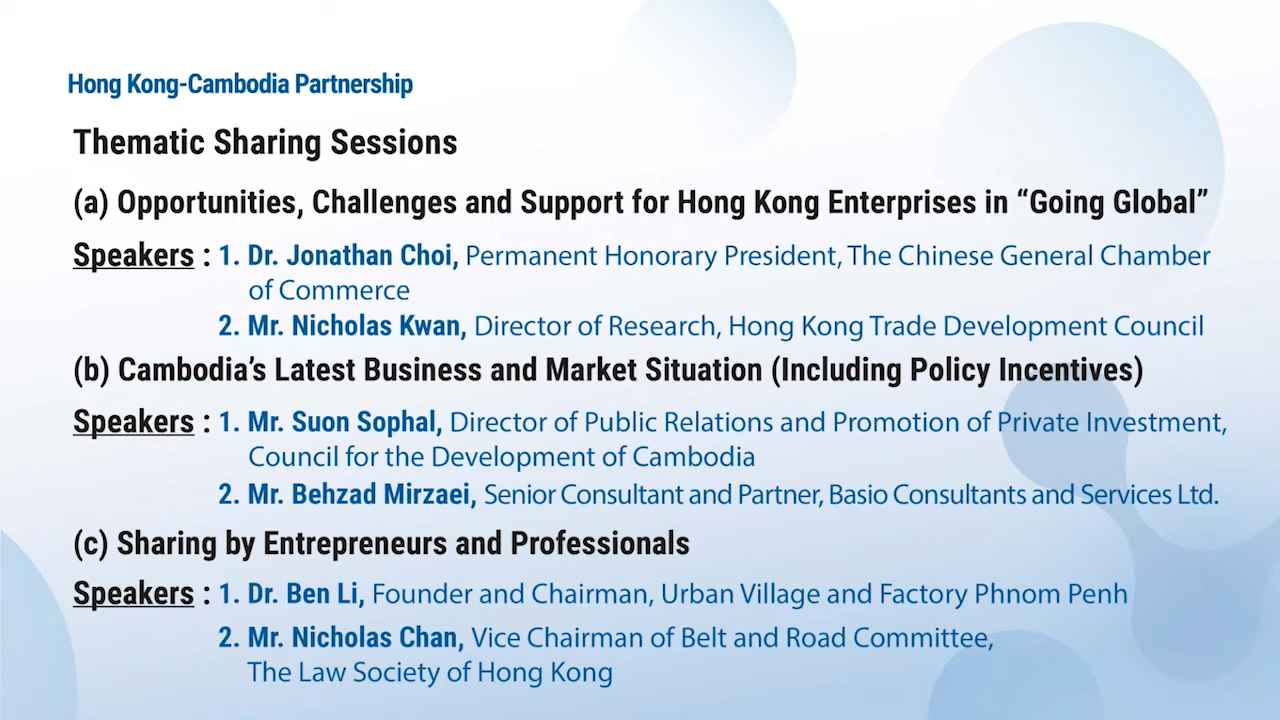 Hong Kong-Cambodia Partnership
Thematic Sharing Sessions
(a) Opportunities, Challenges and Support for Hong Kong Enterprises in “Going Global”
Speakers : 1. Dr. Jonathan Choi, Permanent Honorary President, The Chinese General Chamber
of Commerce
2. Mr. Nicholas Kwan, Director of Research, Hong Kong Trade Development Council
(b) Cambodia’s Latest Business and Market Situation (Including Policy Incentives)
Speakers : 1. Mr. Suon Sophal, Director of Public Relations and Promotion of Private Investment,
Council for the Development of Cambodia
2. Mr. Behzad Mirzaei, Senior Consultant and Partner, Basio Consultants and Services Ltd.
(c) Sharing by Entrepreneurs and Professionals
Speakers : 1. Dr. Ben Li, Founder and Chairman, Urban Village and Factory Phnom Penh
2. Mr. Nicholas Chan, Vice Chairman of Belt and Road Committee,
The Law Society of Hong Kong